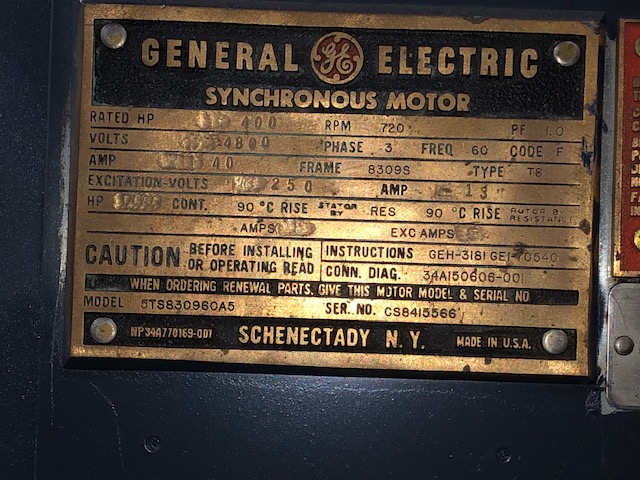 GENERAL GE ELECTRIC
SYNCHRONOUS MOTOR
RATED HP 400 RPM 720 PF 1.0
VOLTS 4800 PHASE 3 FREQ 60 CODE F
AMP 40 FRAME 8309S TYPE TS
EXCITATION-VOLTS 250 AMP 13
HP CONT. 90 °C RISE STATOR BY RES 90 °C RISE ROTOR BY RESISTANCE
AMPS EXC AMPS
CAUTION BEFORE INSTALLING OR OPERATING READ
INSTRUCTIONS GEH-3181 GEJ-70540
CONN. DIAG. 34A150606-001
WHEN ORDERING RENEWAL PARTS, GIVE THIS MOTOR MODEL & SERIAL NO
MODEL 5TS830960A5 SER. NO. CS8415566
NP34A770169-001 SCHENECTADY N. Y. MADE IN U.S.A.